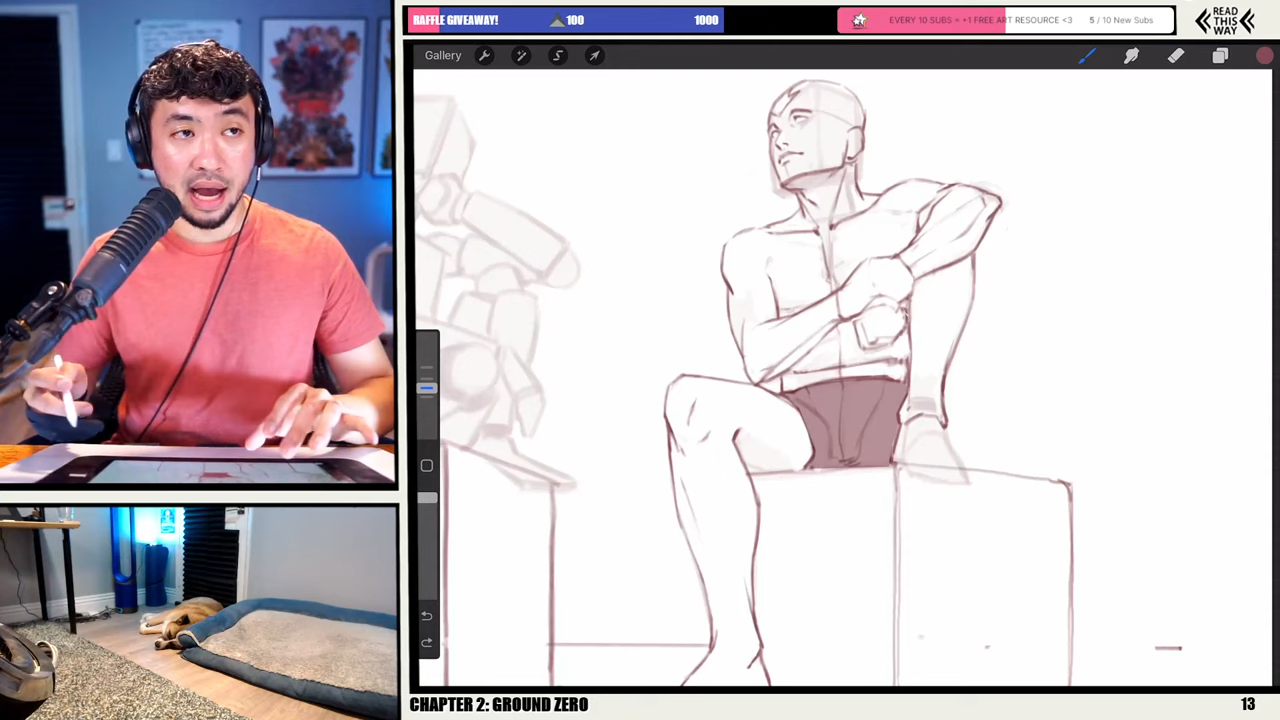 RAFFLE GIVEAWAY! 100 1000
EVERY 10 SUBS = +1 FREE ART RESOURCE <3 5 / 10 New Subs
READ
THIS
WAY
Gallery
CHAPTER 2: GROUND ZERO
13